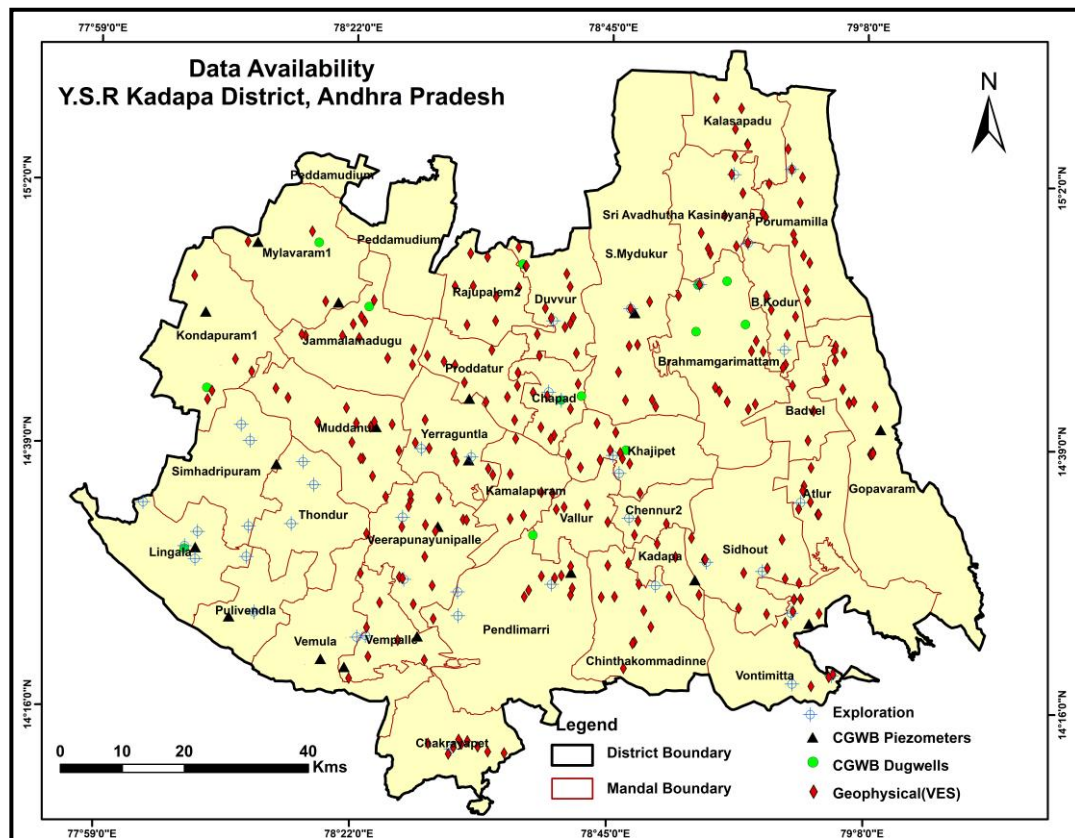 77°59'0"E 78°22'0"E 78°45'0"E 79°8'0"E
Data Availability
Y.S.R Kadapa District, Andhra Pradesh
N
Kalasapadu
15°2'0"N
15°2'0"N
Peddamudium
Sri Avadhutha Kasinayana
Porumamilla
Peddamudium
Mylavaram1
S.Mydukur
Rajupalem2
Duvvur
B.Kodur
Kondapuram1
Jammalamadugu
Brahmamgarimattam
Proddatur
Chapad
Badvel
Muddanur
Yerraguntla
14°39'0"N
14°39'0"N
Khajipet
Simhadripuram
Kamalapuram
Gopavaram
Atlur
Thondur
Vallur
Chennur2
Veerapunayunipalle
Lingala
Kadapa
Sidhout
Pulivendla
Pendlimarri
Vemula
Vempalle
Chinthakommadinne
Vontimitta
14°16'0"N
14°16'0"N
Chakrayapet
Legend
District Boundary
Mandal Boundary
Exploration
CGWB Piezometers
CGWB Dugwells
Geophysical(VES)
0 10 20 40
Kms
77°59'0"E 78°22'0"E 78°45'0"E 79°8'0"E